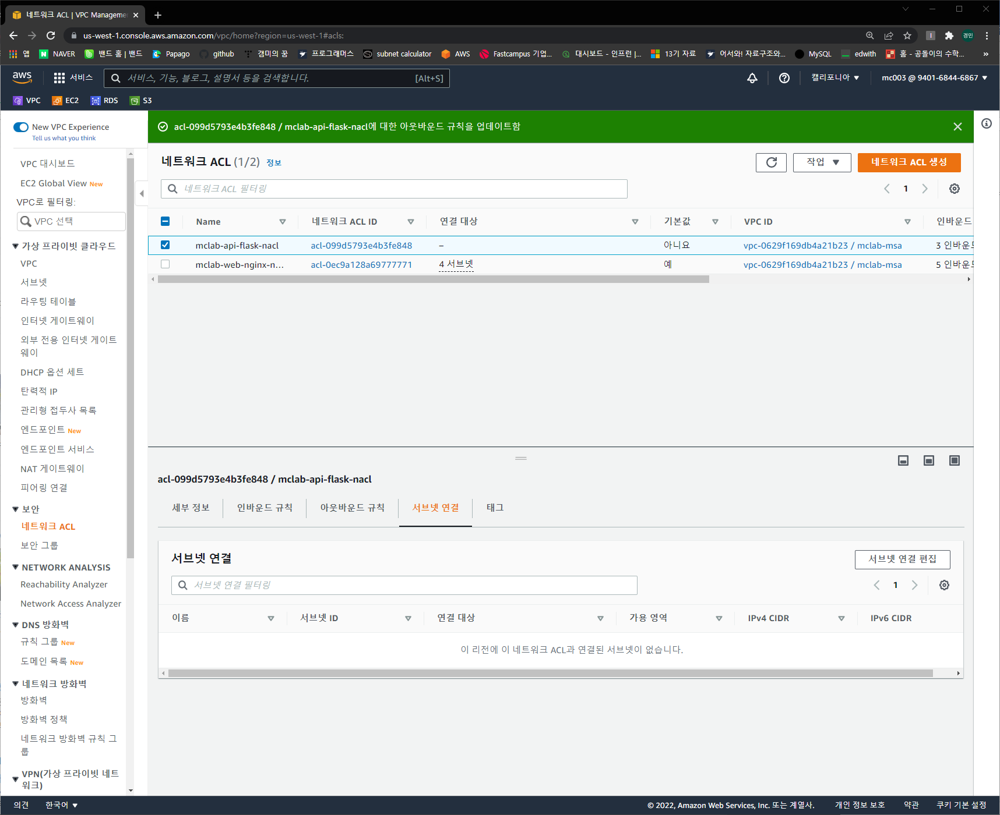 네트워크 ACL | VPC Manageme
us-west-1.console.aws.amazon.com/vpc/home?region=us-west-1#acls:
경민
앱 NAVER 밴드 홈 | 밴드 Papago github 캠미의 꿈 프로그래머스 subnet calculator AWS Fastcampus 기업... 대시보드 - 인프런 |... 13기 자료 어서와! 자료구조와... MySQL edwith 홈 - 공돌이의 수학... »
aws 서비스 서비스, 기능, 블로그, 설명서 등을 검색합니다. [Alt+S] 캘리포니아 ▼ mc003 @ 9401-6844-6867 ▼
VPC EC2 RDS S3
New VPC Experience
Tell us what you think
VPC 대시보드
EC2 Global View New
VPC로 필터링:
VPC 선택
가상 프라이빗 클라우드
VPC
서브넷
라우팅 테이블
인터넷 게이트웨이
외부 전용 인터넷 게이트
웨이
DHCP 옵션 세트
탄력적 IP
관리형 접두사 목록
엔드포인트 New
엔드포인트 서비스
NAT 게이트웨이
피어링 연결
보안
네트워크 ACL
보안 그룹
NETWORK ANALYSIS
Reachability Analyzer
Network Access Analyzer
DNS 방화벽
규칙 그룹 New
도메인 목록 New
네트워크 방화벽
방화벽
방화벽 정책
네트워크 방화벽 규칙 그
룹
VPN(가상 프라이빗 네트
워크)
acl-099d5793e4b3fe848 / mclab-api-flask-nacl에 대한 아웃바운드 규칙을 업데이트함
네트워크 ACL (1/2) 정보
작업 ▼ 네트워크 ACL 생성
네트워크 ACL 필터링
1
Name 네트워크 ACL ID 연결 대상 기본값 VPC ID 인바운드
mclab-api-flask-nacl acl-099d5793e4b3fe848 – 아니요 vpc-0629f169db4a21b23 / mclab-msa 3 인바운드
mclab-web-nginx-n... acl-0ec9a128a69777771 4 서브넷 예 vpc-0629f169db4a21b23 / mclab-msa 5 인바운드
acl-099d5793e4b3fe848 / mclab-api-flask-nacl
세부 정보 인바운드 규칙 아웃바운드 규칙 서브넷 연결 태그
서브넷 연결
서브넷 연결 편집
서브넷 연결 필터링
1
이름 서브넷 ID 연결 대상 가용 영역 IPv4 CIDR IPv6 CIDR
이 리전에 이 네트워크 ACL과 연결된 서브넷이 없습니다.
의견 한국어 ▼ © 2022, Amazon Web Services, Inc. 또는 계열사. 개인 정보 보호 약관 쿠키 기본 설정